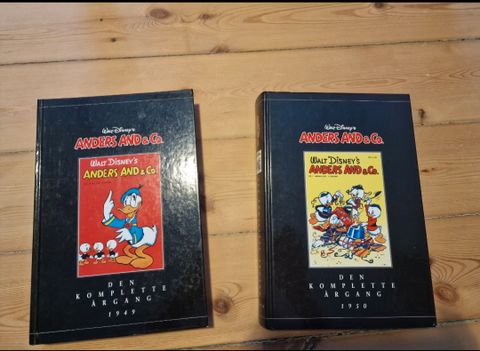 Walt Disney's
ANDERS AND & Co.
WALT DISNEY'S
ANDERS AND & Co.
DEN
KOMPLETTE
ÅRGANG
1949
Walt Disney's
ANDERS AND & Co.
WALT DISNEY'S
ANDERS AND & Co.
DEN
KOMPLETTE
ÅRGANG
1950